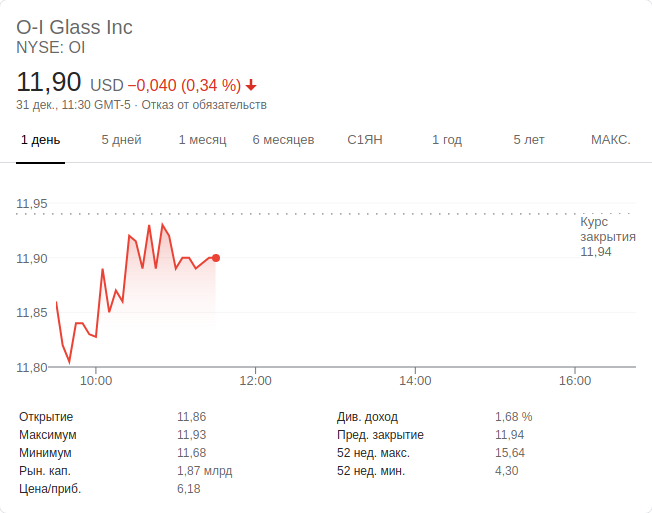 O-I Glass Inc
NYSE: OI
11,90 USD −0,040 (0,34 %)
31 дек., 11:30 GMT-5 · Отказ от обязательств
1 день 5 дней 1 месяц 6 месяцев С1ЯН 1 год 5 лет МАКС.
11,95
Курс
закрытия
11,94
11,90
11,85
11,80
10:00 12:00 14:00 16:00
Открытие 11,86 Див. доход 1,68 %
Максимум 11,93 Пред. закрытие 11,94
Минимум 11,68 52 нед. макс. 15,64
Рын. кап. 1,87 млрд 52 нед. мин. 4,30
Цена/приб. 6,18